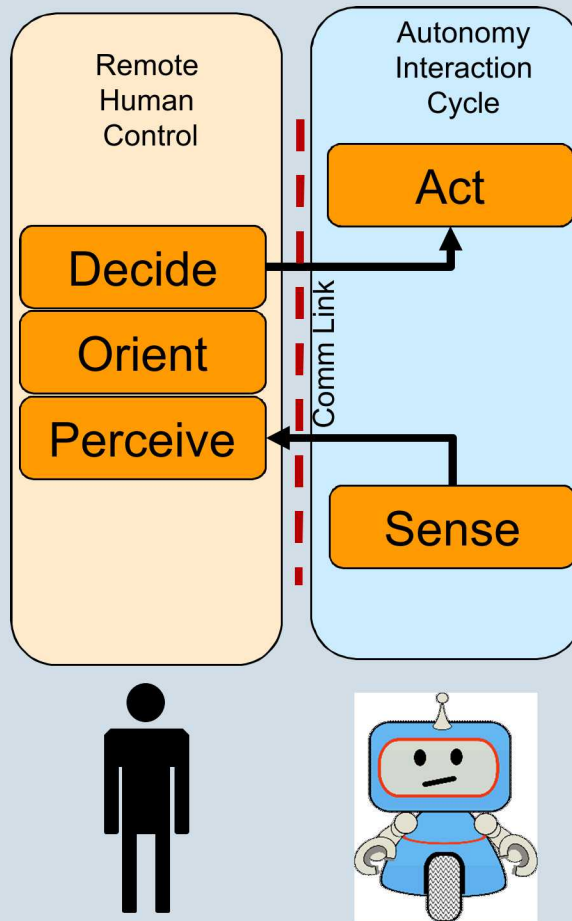 Remote
Human
Control
Decide
Orient
Perceive
Comm Link
Autonomy
Interaction
Cycle
Act
Sense